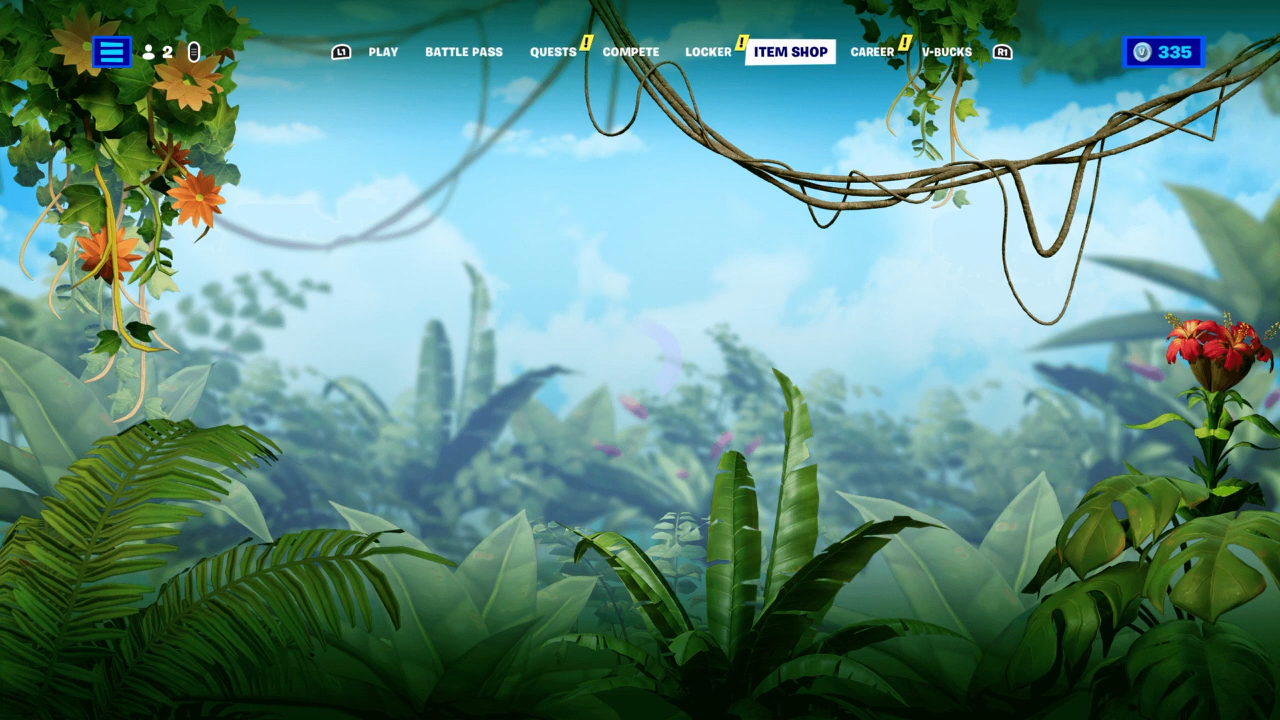 2 L1 PLAY BATTLE PASS QUESTS ! COMPETE LOCKER ! ITEM SHOP CAREER ! V-BUCKS R1 V 335